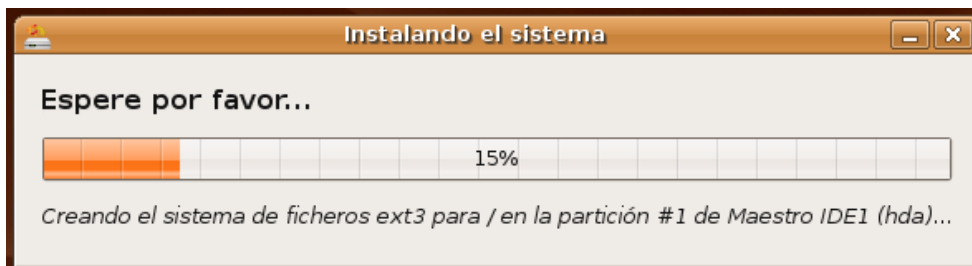 Instalando el sistema
Espere por favor...
15%
Creando el sistema de ficheros ext3 para / en la partición #1 de Maestro IDE1 (hda)...